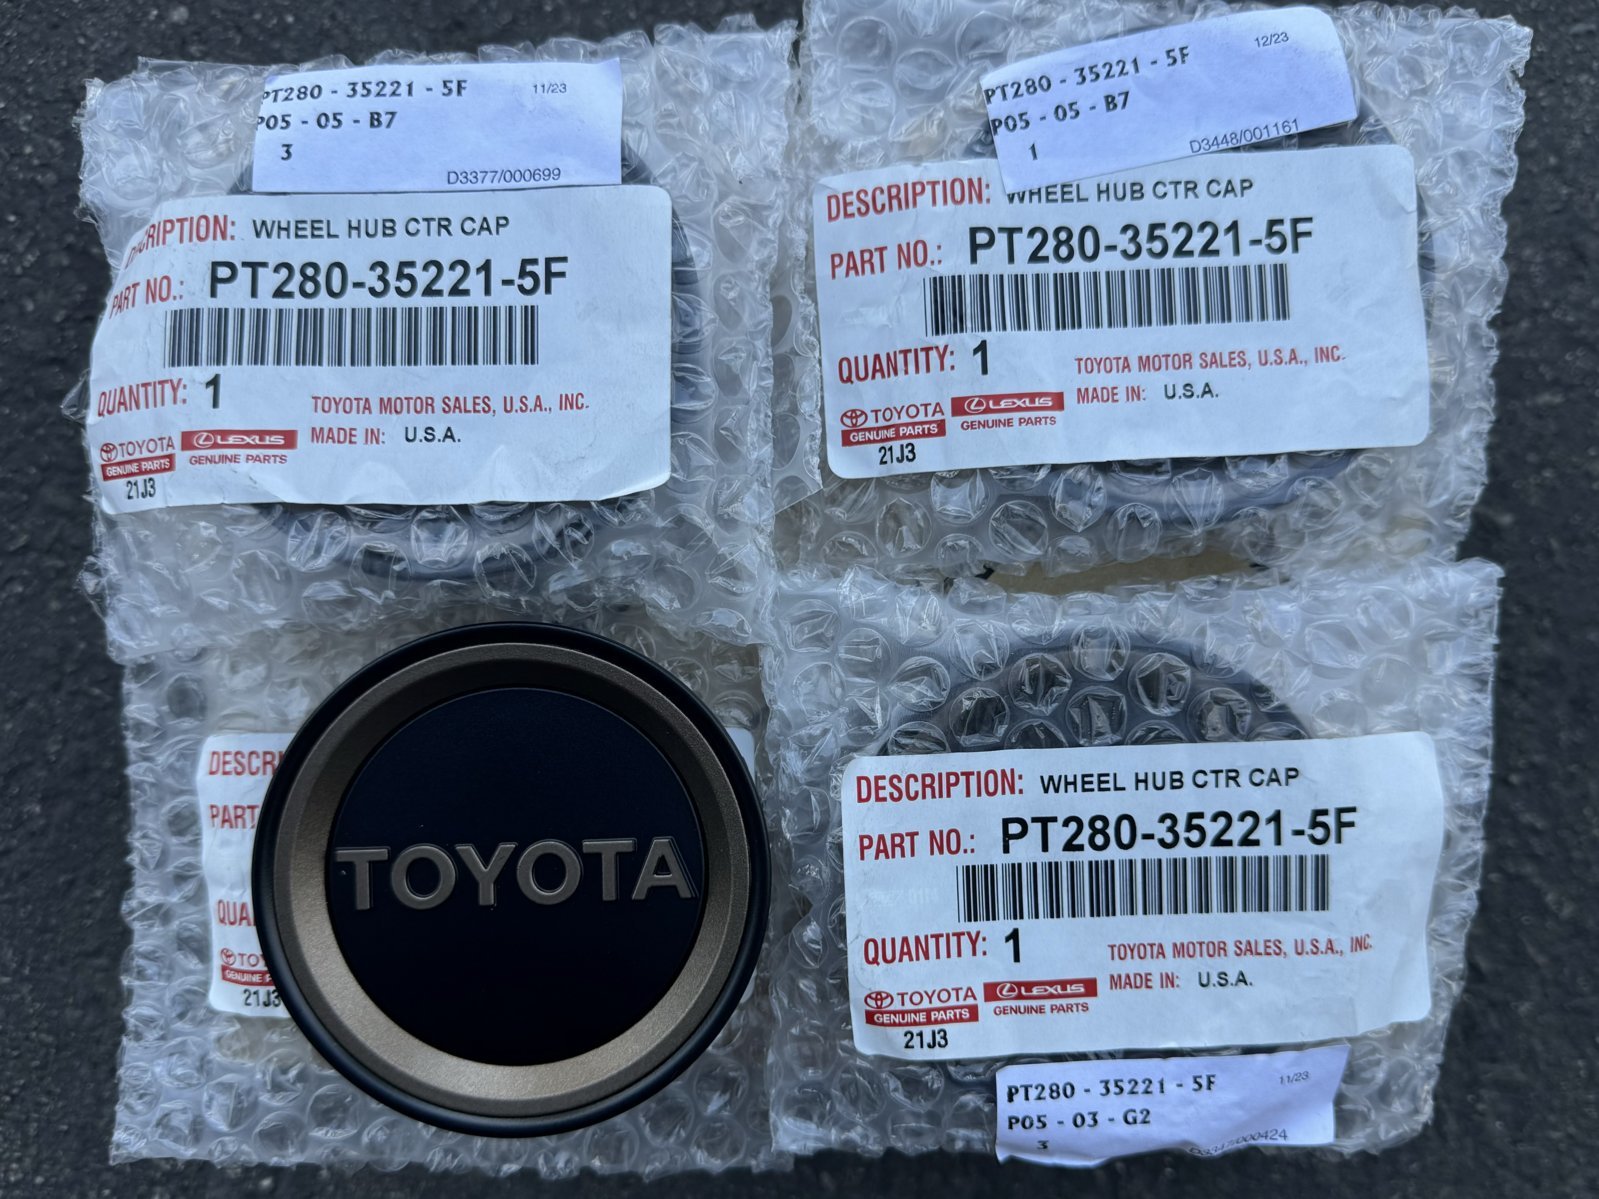 PT280 - 35221 - 5F 11/23
P05 - 05 - B7
3
D3377/000699
RIPTION: WHEEL HUB CTR CAP
PART NO.: PT280-35221-5F
QUANTITY: 1
TOYOTA MOTOR SALES, U.S.A., INC.
TOYOTA LEXUS MADE IN: U.S.A.
GENUINE PARTS GENUINE PARTS
21J3
PT280 - 35221 - 5F 12/23
P05 - 05 - B7
1
D3448/001161
DESCRIPTION: WHEEL HUB CTR CAP
PART NO.: PT280-35221-5F
QUANTITY: 1
TOYOTA MOTOR SALES, U.S.A., INC.
TOYOTA LEXUS MADE IN: U.S.A.
GENUINE PARTS GENUINE PARTS
21J3
DESCR
PART
QUA
TOYOTA
TO
GENUINE P
21J3
DESCRIPTION: WHEEL HUB CTR CAP
PART NO.: PT280-35221-5F
QUANTITY: 1
TOYOTA MOTOR SALES, U.S.A., INC.
TOYOTA LEXUS MADE IN: U.S.A.
GENUINE PARTS GENUINE PARTS
21J3
PT280 - 35221 - 5F 11/23
P05 - 03 - G2
3